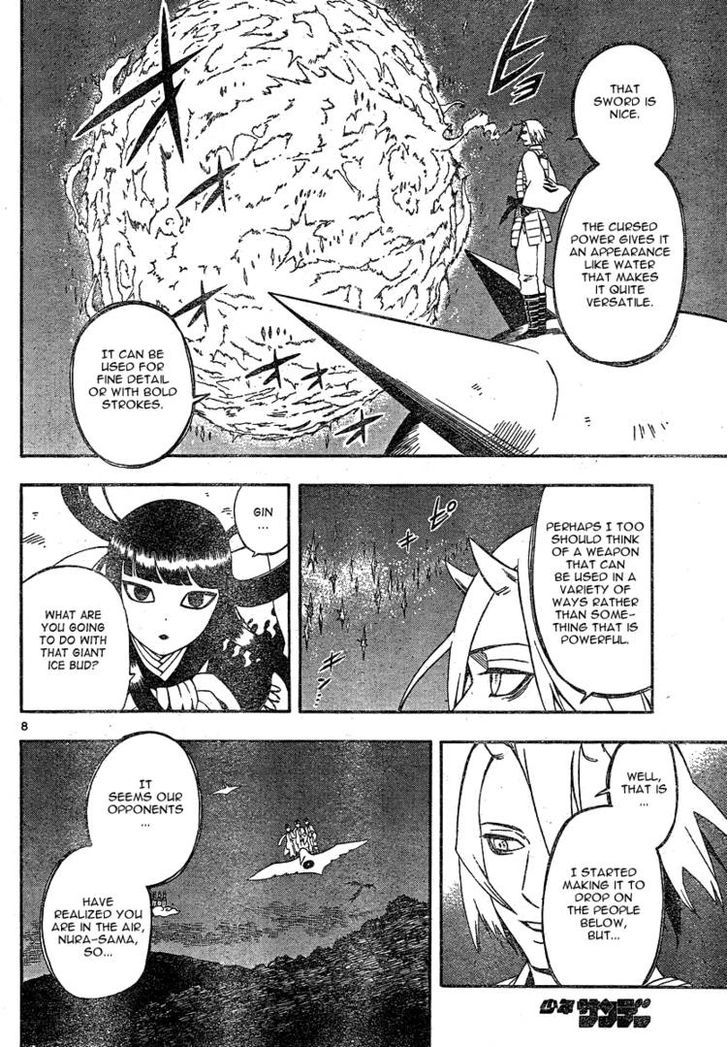 THAT
SWORD IS
NICE.
THE CURSED
POWER GIVES IT
AN APPEARANCE
LIKE WATER
THAT MAKES
IT QUITE
VERSATILE.
IT CAN BE
USED FOR
FINE DETAIL
OR WITH BOLD
STROKES.
PERHAPS I TOO
SHOULD THINK
OF A WEAPON
THAT CAN
BE USED IN A
VARIETY OF
WAYS RATHER
THAN SOME-
THING THAT IS
POWERFUL.
GIN
...
WHAT ARE
YOU GOING
TO DO WITH
THAT GIANT
ICE BUD?
8
WELL,
THAT IS
...
I STARTED
MAKING IT TO
DROP ON
THE PEOPLE
BELOW,
BUT...
IT
SEEMS OUR
OPPONENTS
...
HAVE
REALIZED YOU
ARE IN THE AIR,
NURA-SAMA,
SO...